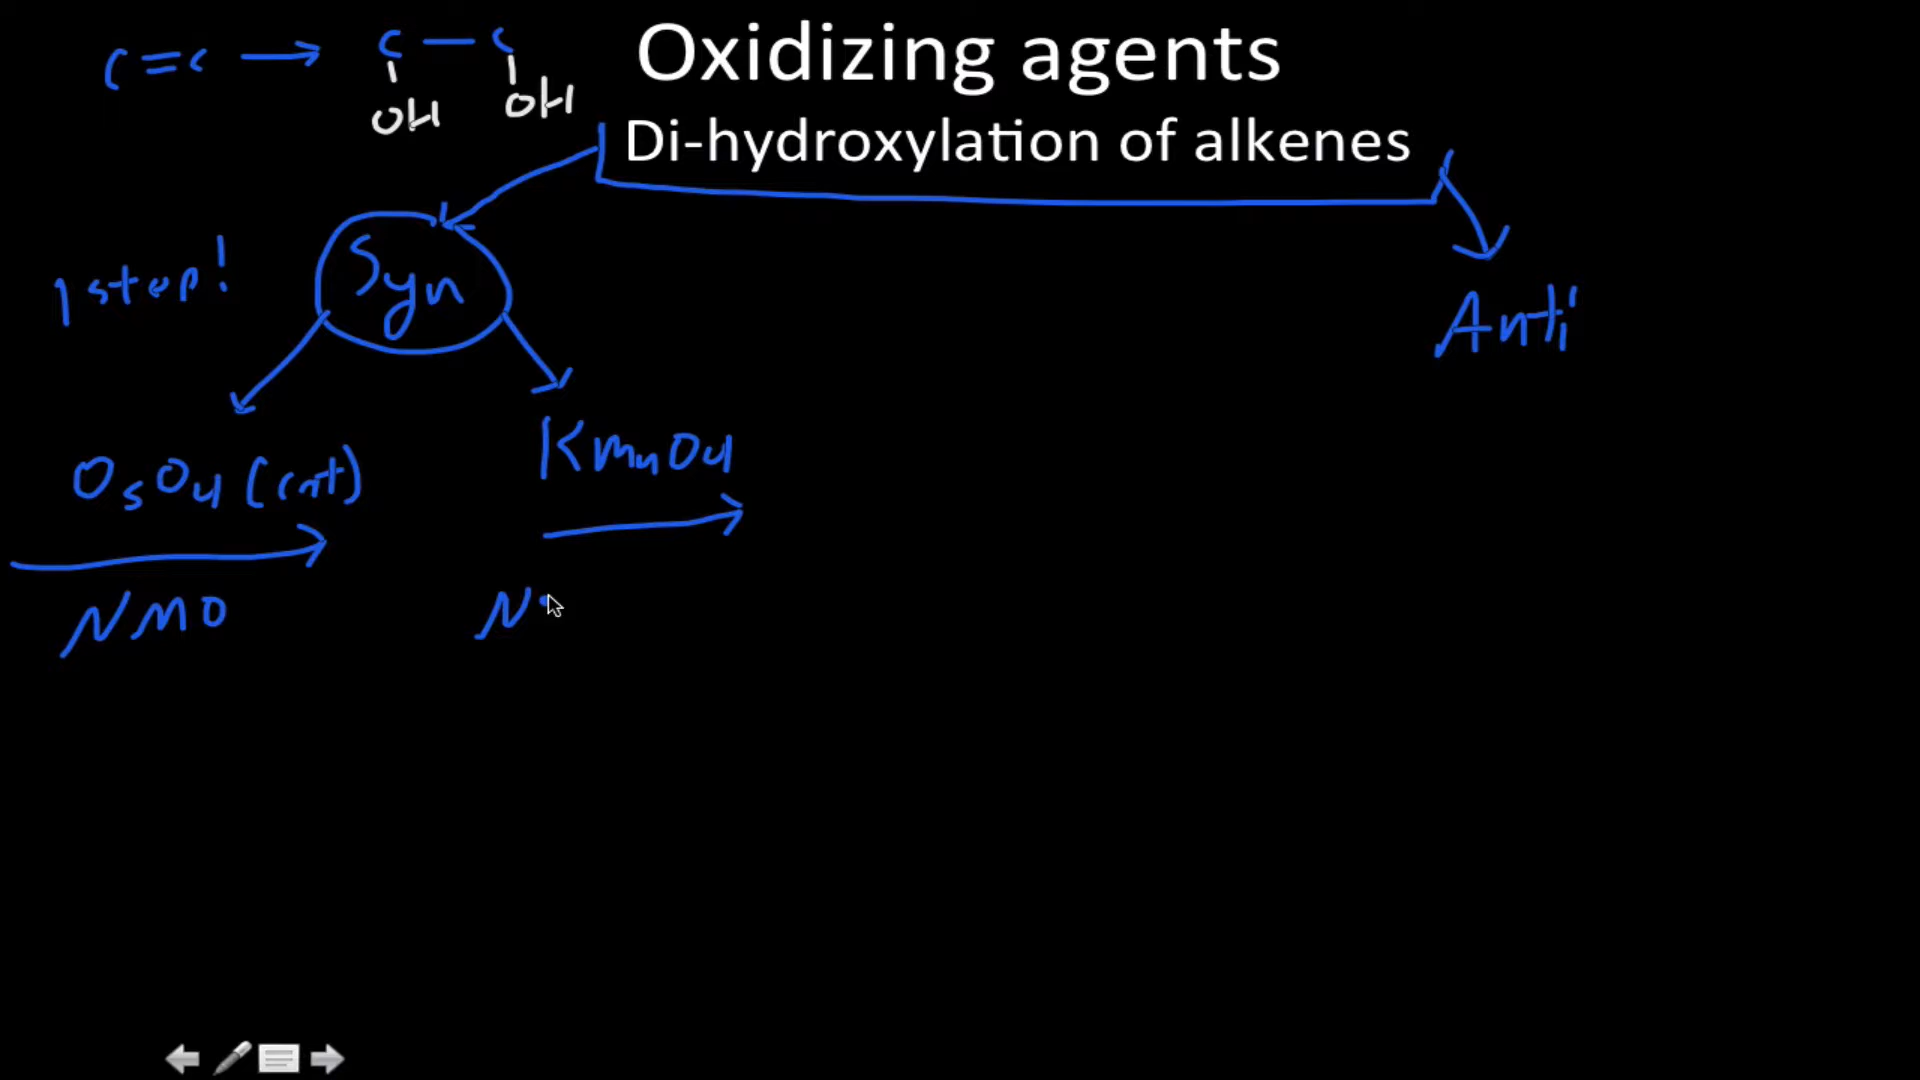 C=C → C — C
OH OH
Oxidizing agents
Di-hydroxylation of alkenes
1 step!
Syn
Anti
OsO4 (cat)
KMnO4
NMO
N